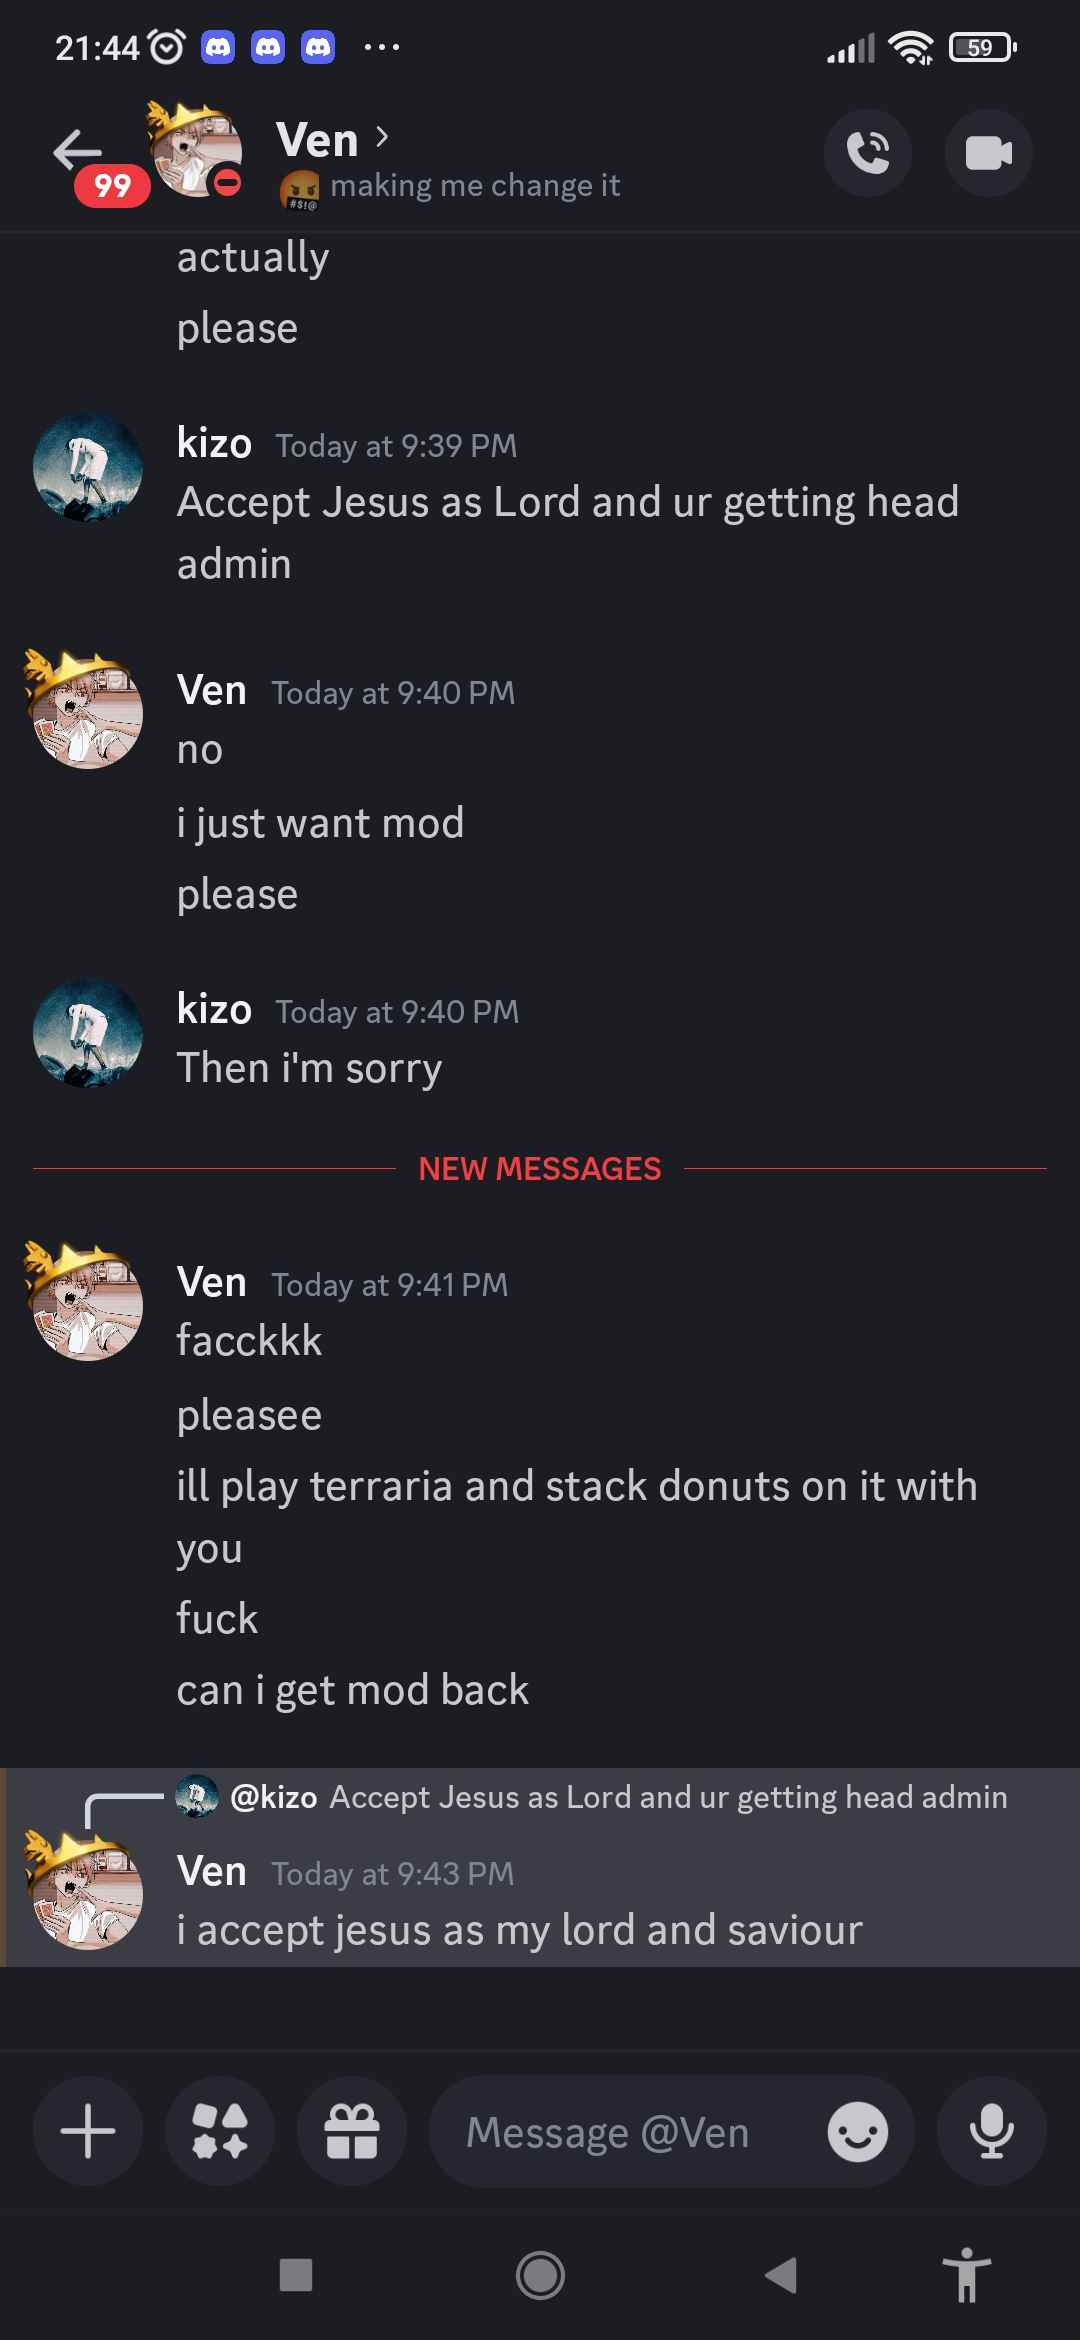 21:44
59
99
Ven
#$!@ making me change it
actually
please
kizo Today at 9:39 PM
Accept Jesus as Lord and ur getting head
admin
Ven Today at 9:40 PM
no
i just want mod
please
kizo Today at 9:40 PM
Then i'm sorry
NEW MESSAGES
Ven Today at 9:41 PM
facckkk
pleasee
ill play terraria and stack donuts on it with
you
fuck
can i get mod back
@kizo Accept Jesus as Lord and ur getting head admin
Ven Today at 9:43 PM
i accept jesus as my lord and saviour
Message @Ven